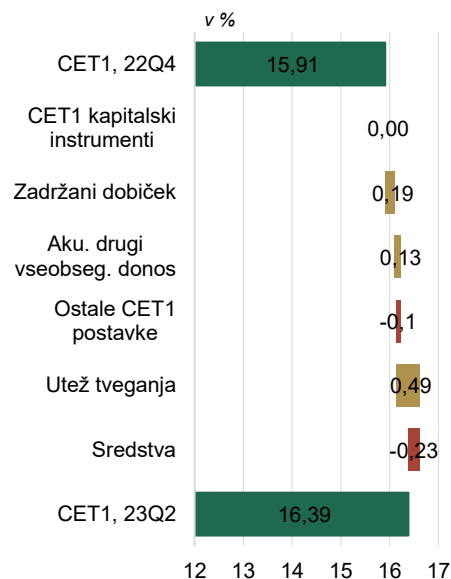 v %
CET1, 22Q4
15,91
CET1 kapitalski
instrumenti
0,00
Zadržani dobiček
0,19
Aku. drugi
vseobseg. donos
0,13
Ostale CET1
postavke
-0,1
Utež tveganja
0,49
Sredstva
-0,23
CET1, 23Q2
16,39
12 13 14 15 16 17